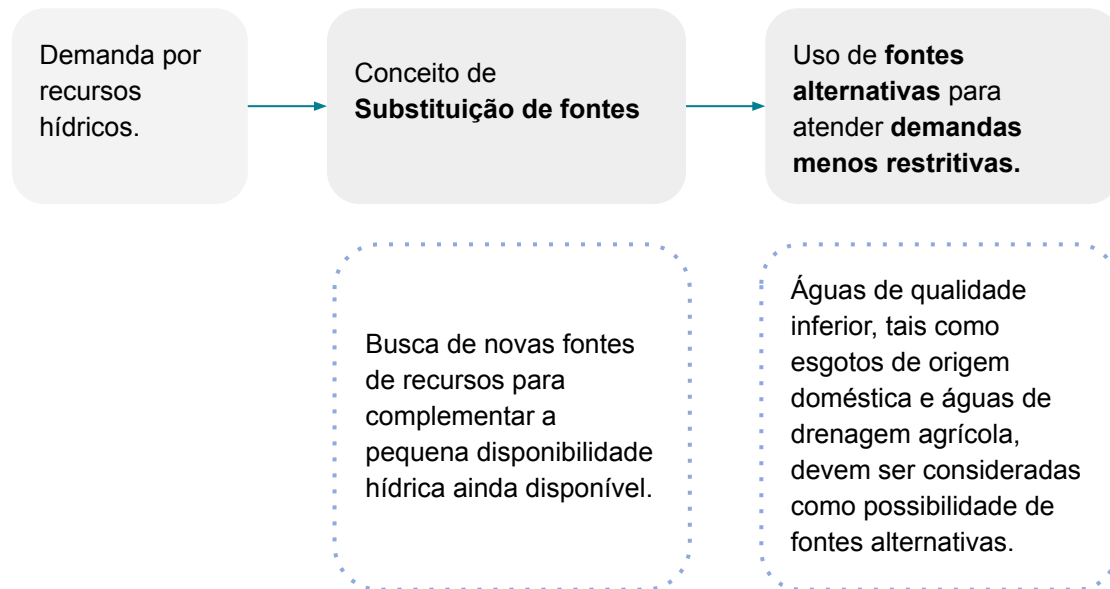 Demanda por
recursos
hídricos.
Conceito de
Substituição de fontes
Uso de fontes
alternativas para
atender demandas
menos restritivas.
Busca de novas fontes
de recursos para
complementar a
pequena disponibilidade
hídrica ainda disponível.
Águas de qualidade
inferior, tais como
esgotos de origem
doméstica e águas de
drenagem agrícola,
devem ser consideradas
como possibilidade de
fontes alternativas.